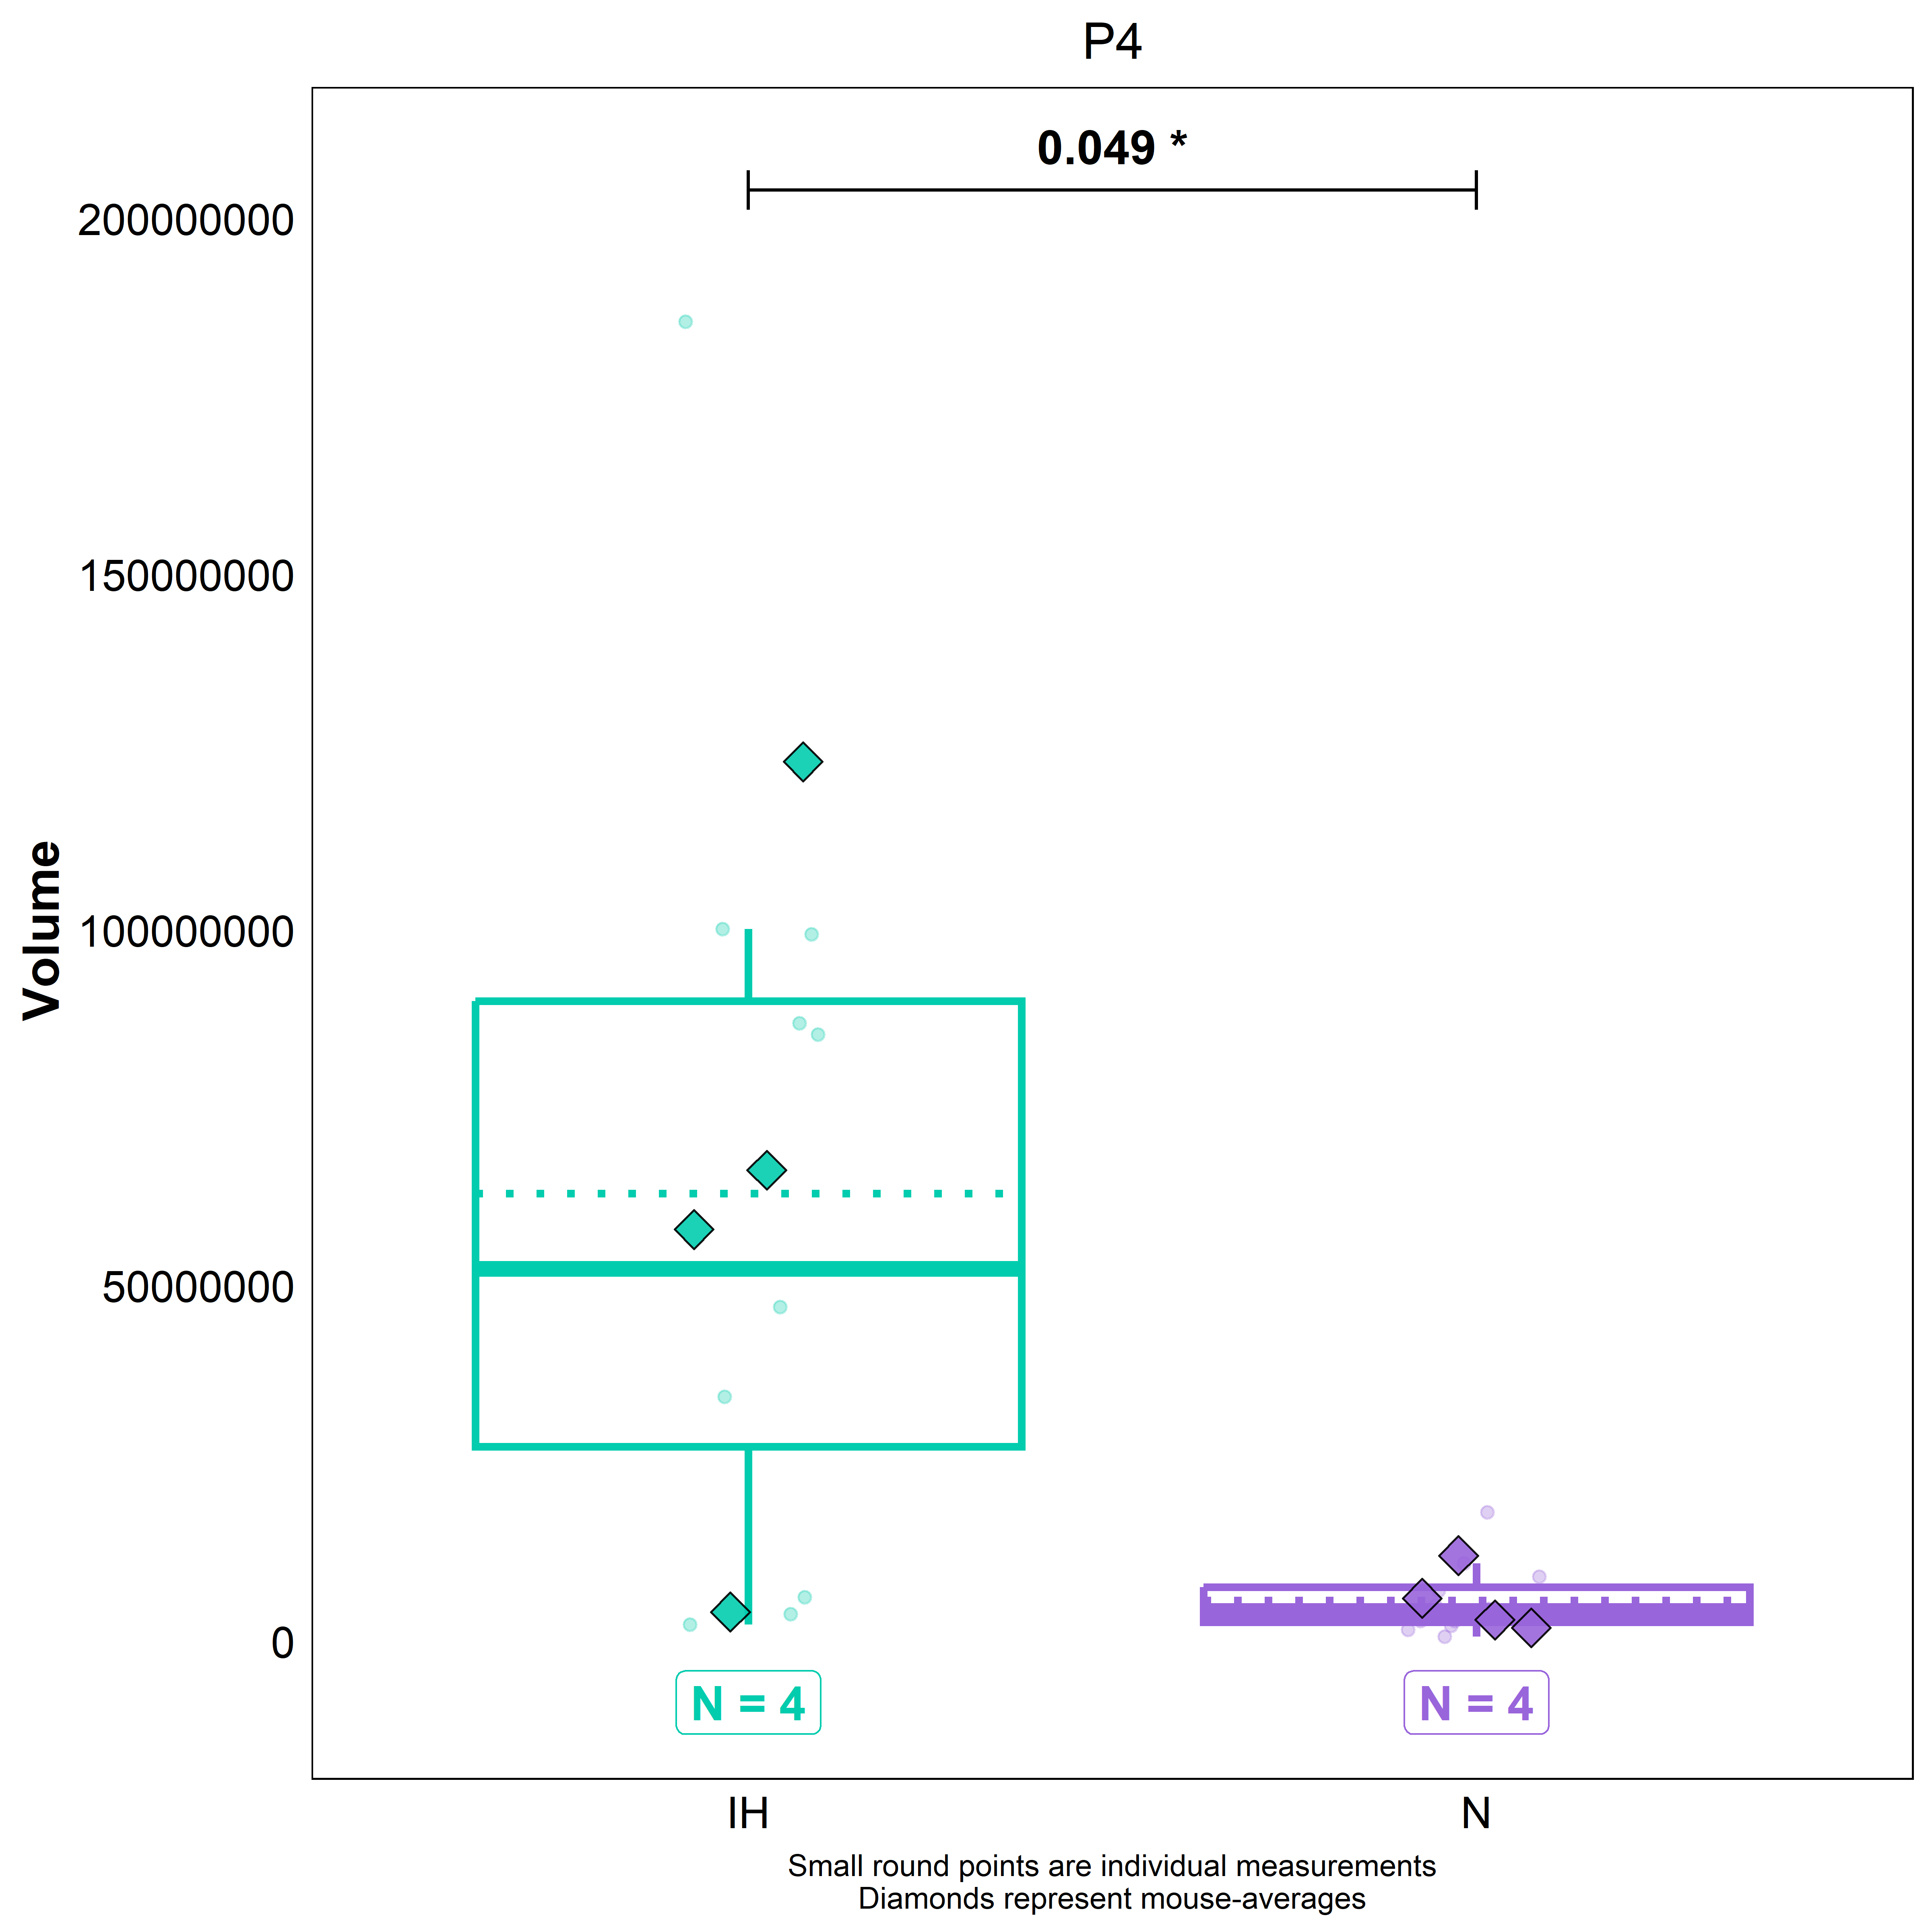 P4
0.049 *
200000000
150000000
100000000
50000000
0
Volume
N = 4
N = 4
IH
N
Small round points are individual measurements
Diamonds represent mouse-averages